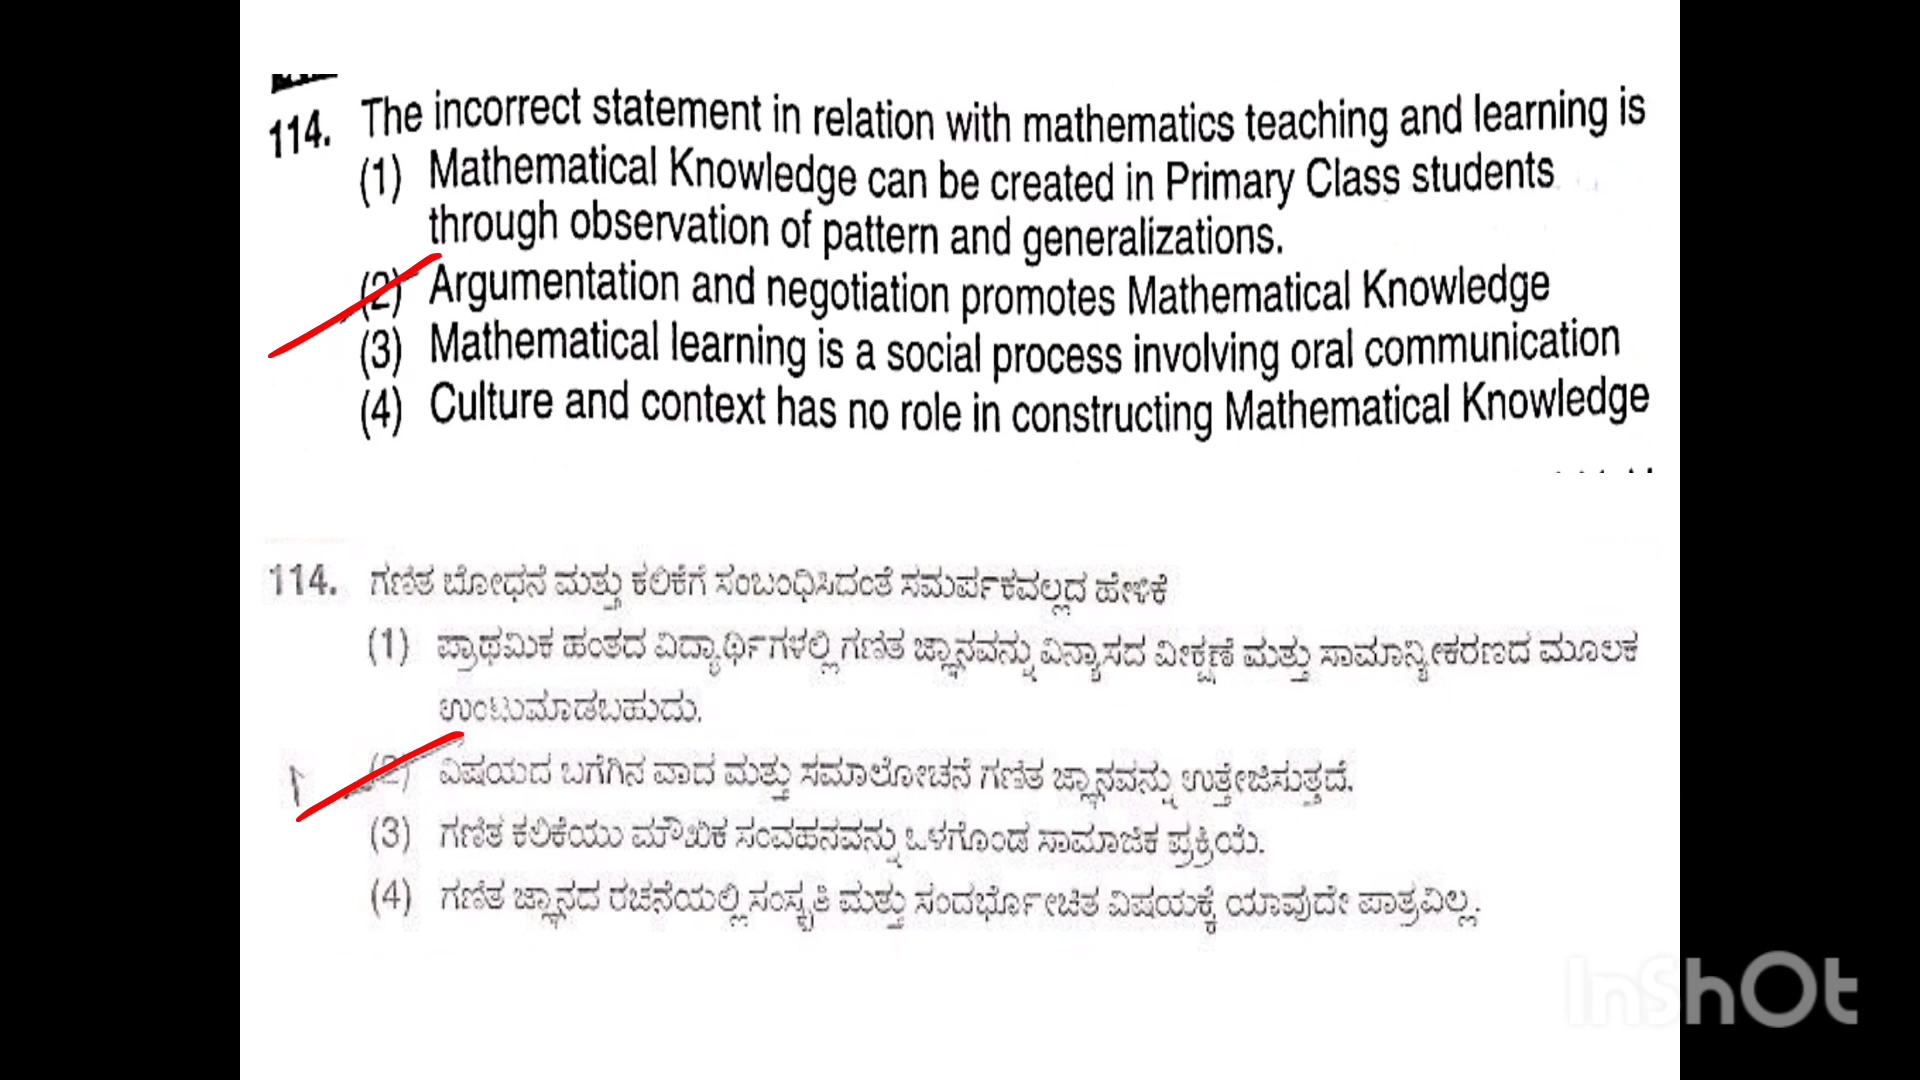 114. The incorrect statement in relation with mathematics teaching and learning is
(1) Mathematical Knowledge can be created in Primary Class students
through observation of pattern and generalizations.
(2) Argumentation and negotiation promotes Mathematical Knowledge
(3) Mathematical learning is a social process involving oral communication
(4) Culture and context has no role in constructing Mathematical Knowledge
114. ಗಣಿತ ಬೋಧನೆ ಮತ್ತು ಕಲಿಕೆಗೆ ಸಂಬಂಧಿಸಿದಂತೆ ಸಮರ್ಪಕವಲ್ಲದ ಹೇಳಿಕೆ
(1) ಪ್ರಾಥಮಿಕ ಹಂತದ ವಿದ್ಯಾರ್ಥಿಗಳಲ್ಲಿ ಗಣಿತ ಜ್ಞಾನವನ್ನು ವಿನ್ಯಾಸದ ವೀಕ್ಷಣೆ ಮತ್ತು ಸಾಮಾನ್ಯೀಕರಣದ ಮೂಲಕ
ಉಂಟುಮಾಡಬಹುದು.
(2) ವಿಷಯದ ಬಗೆಗಿನ ವಾದ ಮತ್ತು ಸಮಾಲೋಚನೆ ಗಣಿತ ಜ್ಞಾನವನ್ನು ಉತ್ತೇಜಿಸುತ್ತದೆ.
(3) ಗಣಿತ ಕಲಿಕೆಯು ಮೌಖಿಕ ಸಂವಹನವನ್ನು ಒಳಗೊಂಡ ಸಾಮಾಜಿಕ ಪ್ರಕ್ರಿಯೆ.
(4) ಗಣಿತ ಜ್ಞಾನದ ರಚನೆಯಲ್ಲಿ ಸಂಸ್ಕೃತಿ ಮತ್ತು ಸಂದರ್ಭೋಚಿತ ವಿಷಯಕ್ಕೆ ಯಾವುದೇ ಪಾತ್ರವಿಲ್ಲ.
InShOt